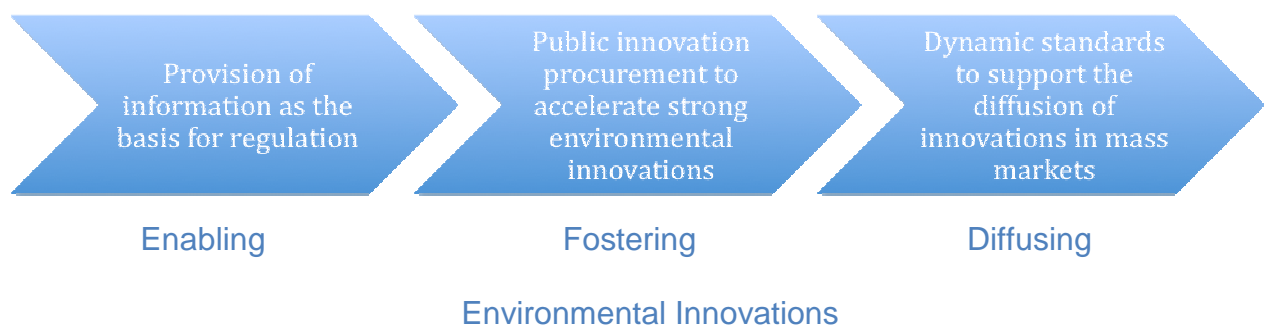 Provision of
information as the
basis for regulation
Public innovation
procurement to
accelerate strong
environmental
innovations
Dynamic standards
to support the
diffusion of
innovations in mass
markets
Enabling
Fostering
Diffusing
Environmental Innovations